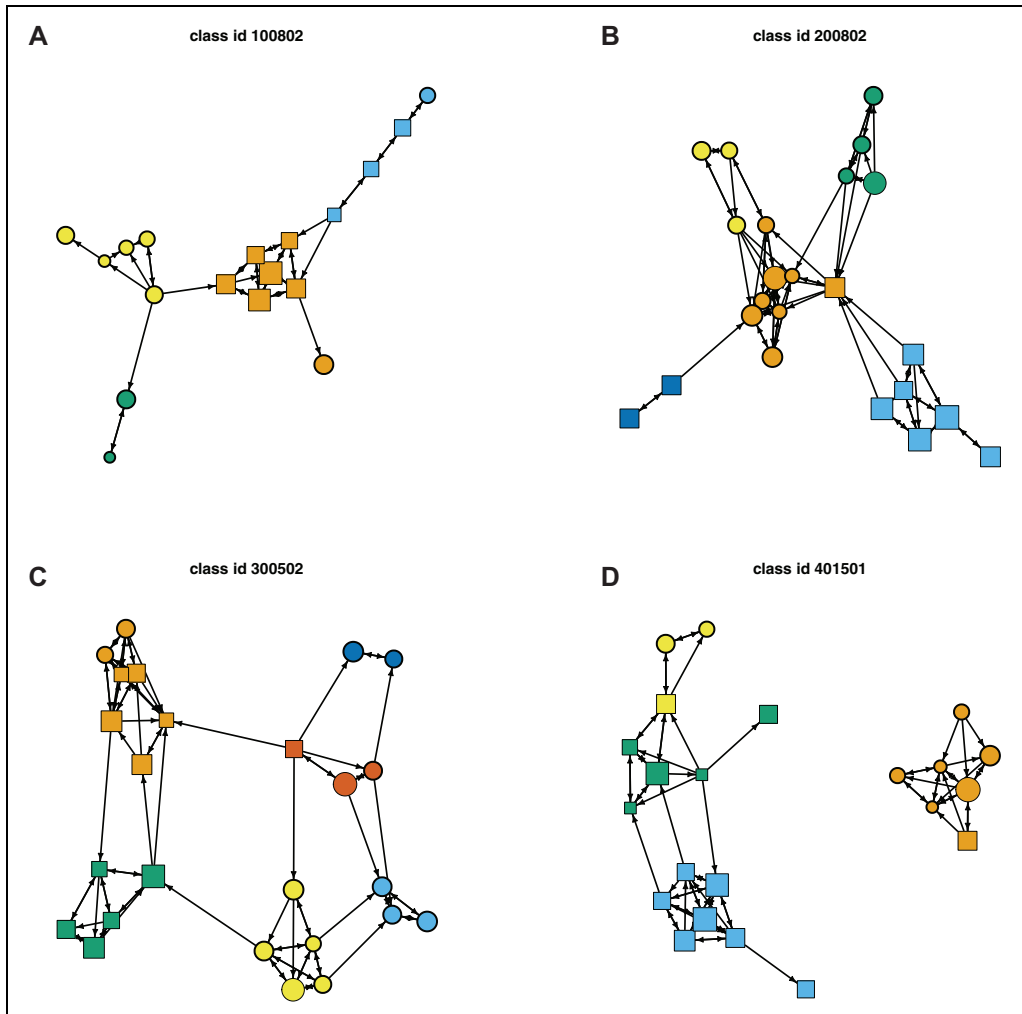 A
class id 100802
B
class id 200802
C
class id 300502
D
class id 401501